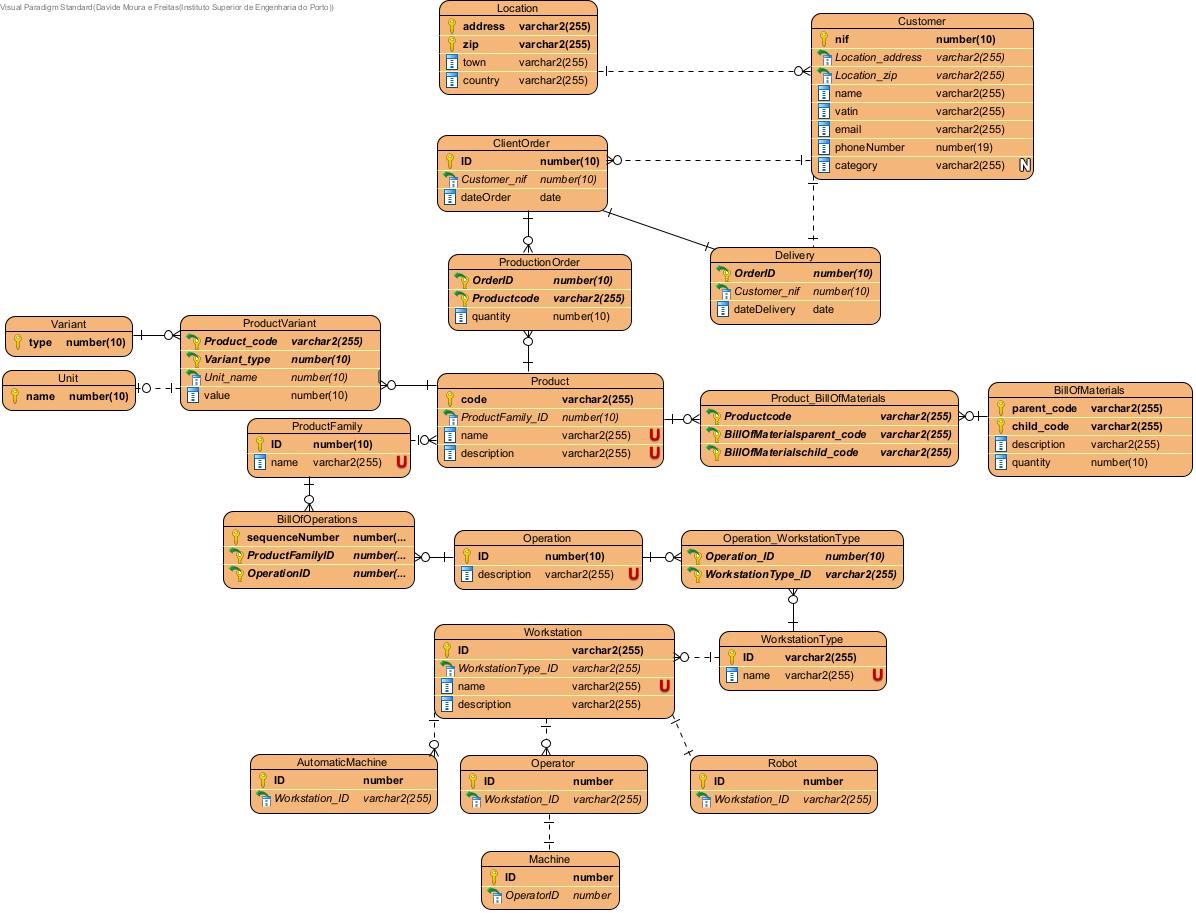 Visual Paradigm Standard(Davide Moura e Freitas(Instituto Superior de Engenharia do Porto))
Location
address varchar2(255)
zip varchar2(255)
town varchar2(255)
country varchar2(255)
Customer
nif number(10)
Location_address varchar2(255)
Location_zip varchar2(255)
name varchar2(255)
vatin varchar2(255)
email varchar2(255)
phoneNumber number(19)
category varchar2(255) N
ClientOrder
ID number(10)
Customer_nif number(10)
dateOrder date
ProductionOrder
OrderID number(10)
Productcode varchar2(255)
quantity number(10)
Delivery
OrderID number(10)
Customer_nif number(10)
dateDelivery date
Variant
type number(10)
Unit
name number(10)
ProductVariant
Product_code varchar2(255)
Variant_type number(10)
Unit_name number(10)
value number(10)
Product
code varchar2(255)
ProductFamily_ID number(10)
name varchar2(255) U
description varchar2(255) U
Product_BillOfMaterials
Productcode varchar2(255)
BillOfMaterialsparent_code varchar2(255)
BillOfMaterialschild_code varchar2(255)
BillOfMaterials
parent_code varchar2(255)
child_code varchar2(255)
description varchar2(255)
quantity number(10)
ProductFamily
ID number(10)
name varchar2(255) U
BillOfOperations
sequenceNumber number(...
ProductFamilyID number(...
OperationID number(...
Operation
ID number(10)
description varchar2(255) U
Operation_WorkstationType
Operation_ID number(10)
WorkstationType_ID varchar2(255)
Workstation
ID varchar2(255)
WorkstationType_ID varchar2(255)
name varchar2(255) U
description varchar2(255)
WorkstationType
ID varchar2(255)
name varchar2(255) U
AutomaticMachine
ID number
Workstation_ID varchar2(255)
Operator
ID number
Workstation_ID varchar2(255)
Robot
ID number
Workstation_ID varchar2(255)
Machine
ID number
OperatorID number